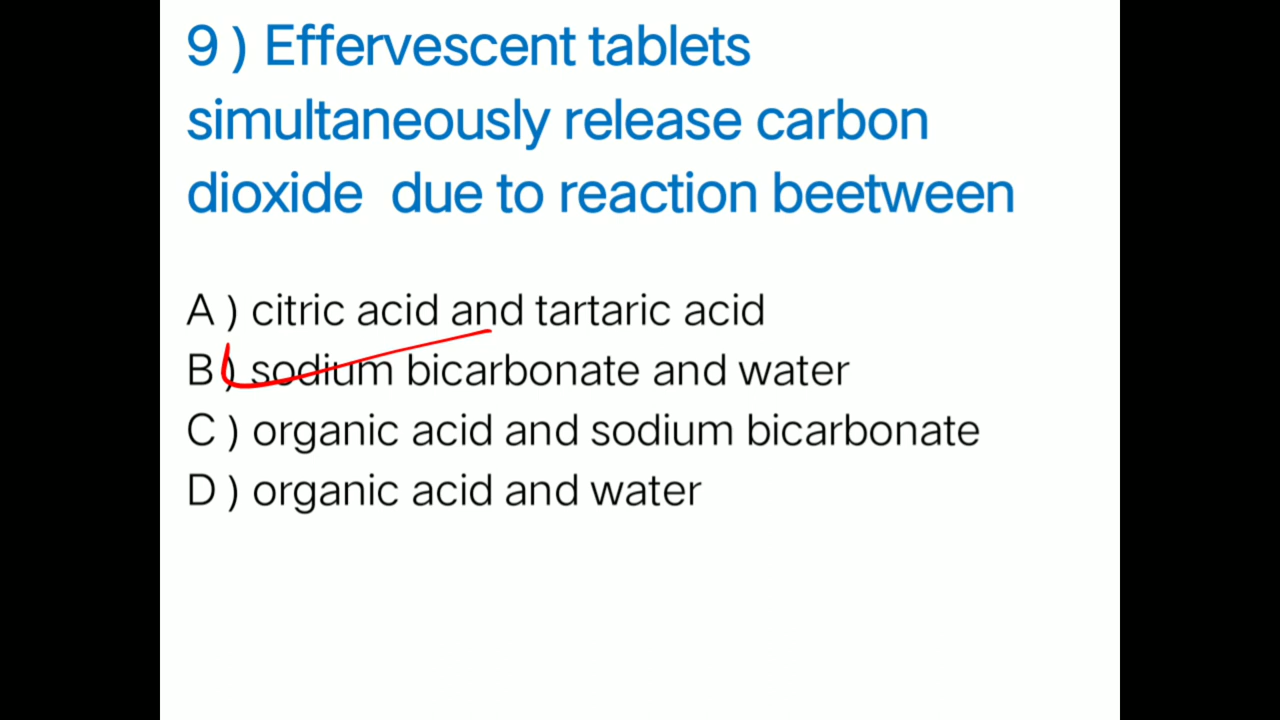 9 ) Effervescent tablets
simultaneously release carbon
dioxide due to reaction beetween
A ) citric acid and tartaric acid
B ) sodium bicarbonate and water
C ) organic acid and sodium bicarbonate
D ) organic acid and water